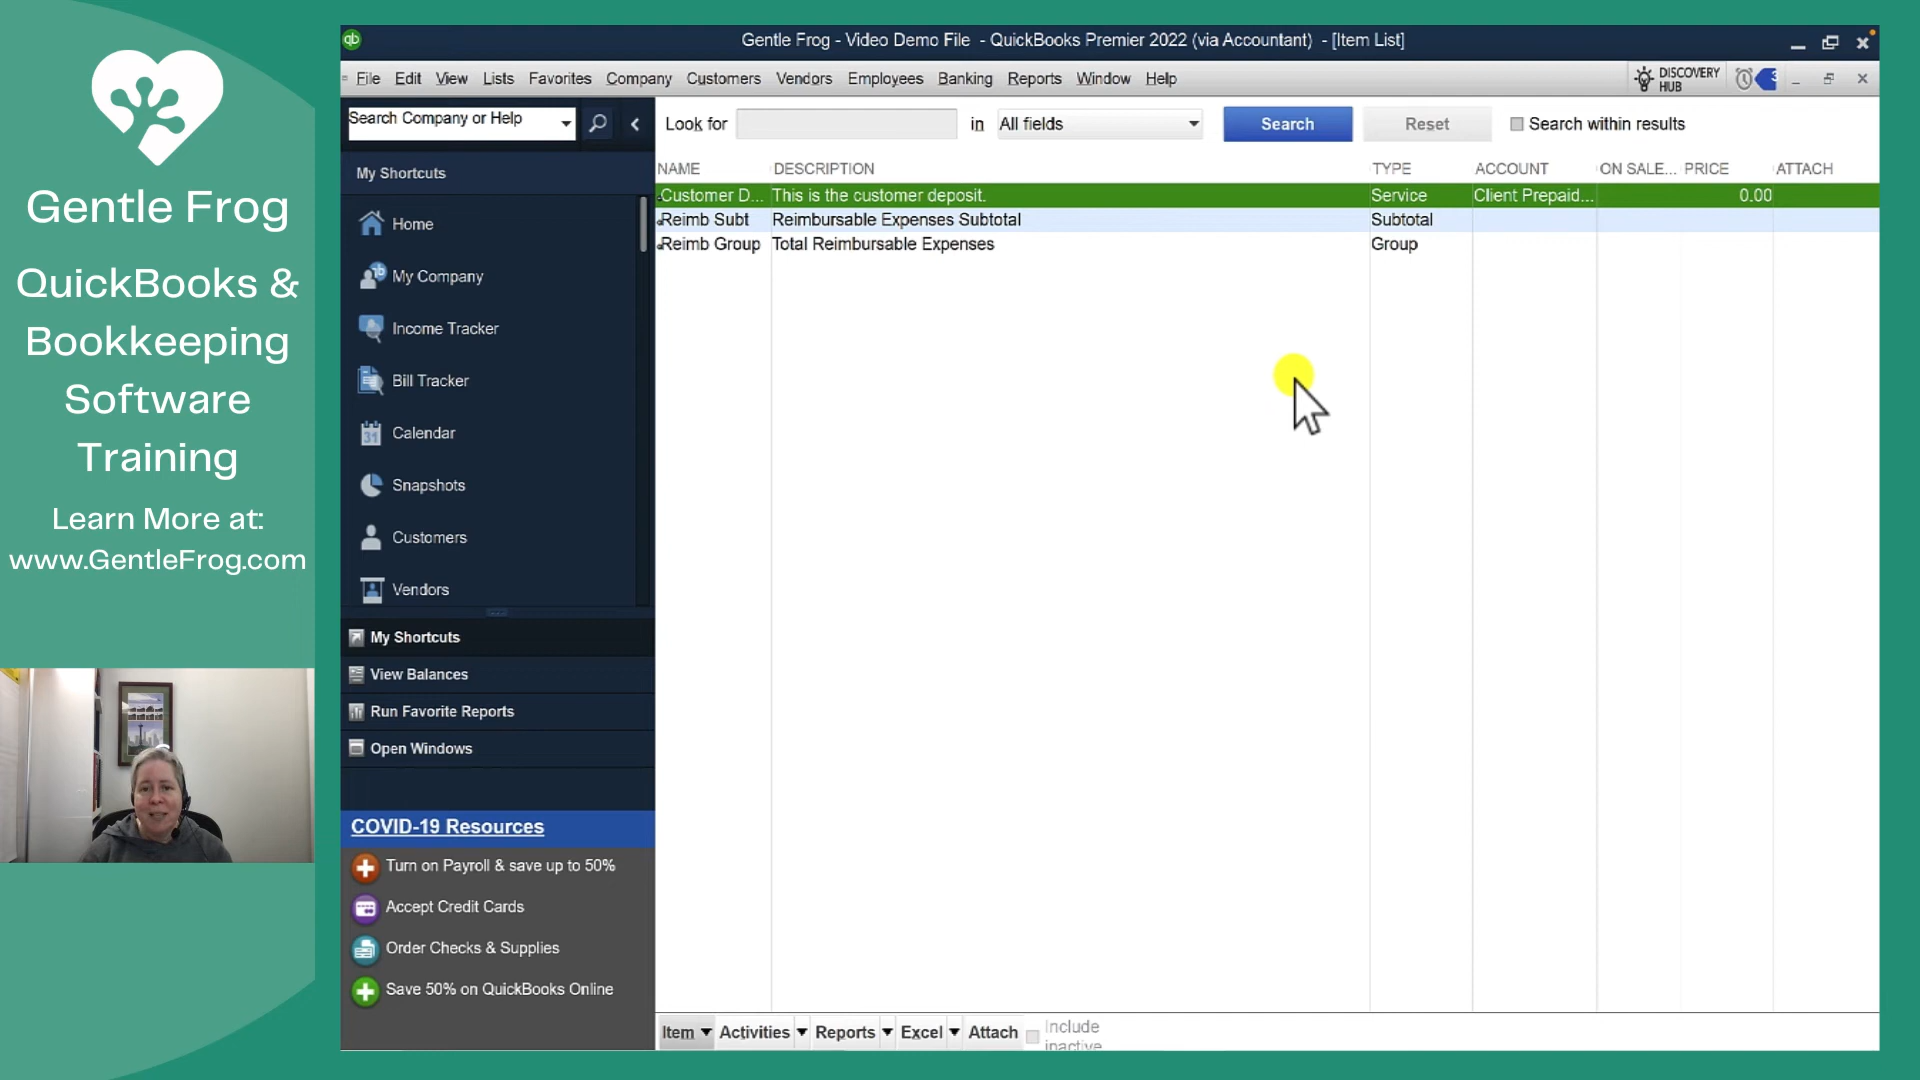 Gentle Frog
QuickBooks &
Bookkeeping
Software
Training
Learn More at:
www.GentleFrog.com
qb
Gentle Frog - Video Demo File - QuickBooks Premier 2022 (via Accountant) - [Item List]
File Edit View Lists Favorites Company Customers Vendors Employees Banking Reports Window Help
DISCOVERY
HUB
3
Search Company or Help
Look for in All fields Search Reset Search within results
My Shortcuts
Home
My Company
Income Tracker
Bill Tracker
31 Calendar
Snapshots
Customers
Vendors
My Shortcuts
View Balances
Run Favorite Reports
Open Windows
COVID-19 Resources
Turn on Payroll & save up to 50%
Accept Credit Cards
Order Checks & Supplies
Save 50% on QuickBooks Online
NAME DESCRIPTION TYPE ACCOUNT ON SALE... PRICE ATTACH
Customer D... This is the customer deposit. Service Client Prepaid... 0.00
Reimb Subt Reimbursable Expenses Subtotal Subtotal
Reimb Group Total Reimbursable Expenses Group
Item Activities Reports Excel Attach Include
inactive